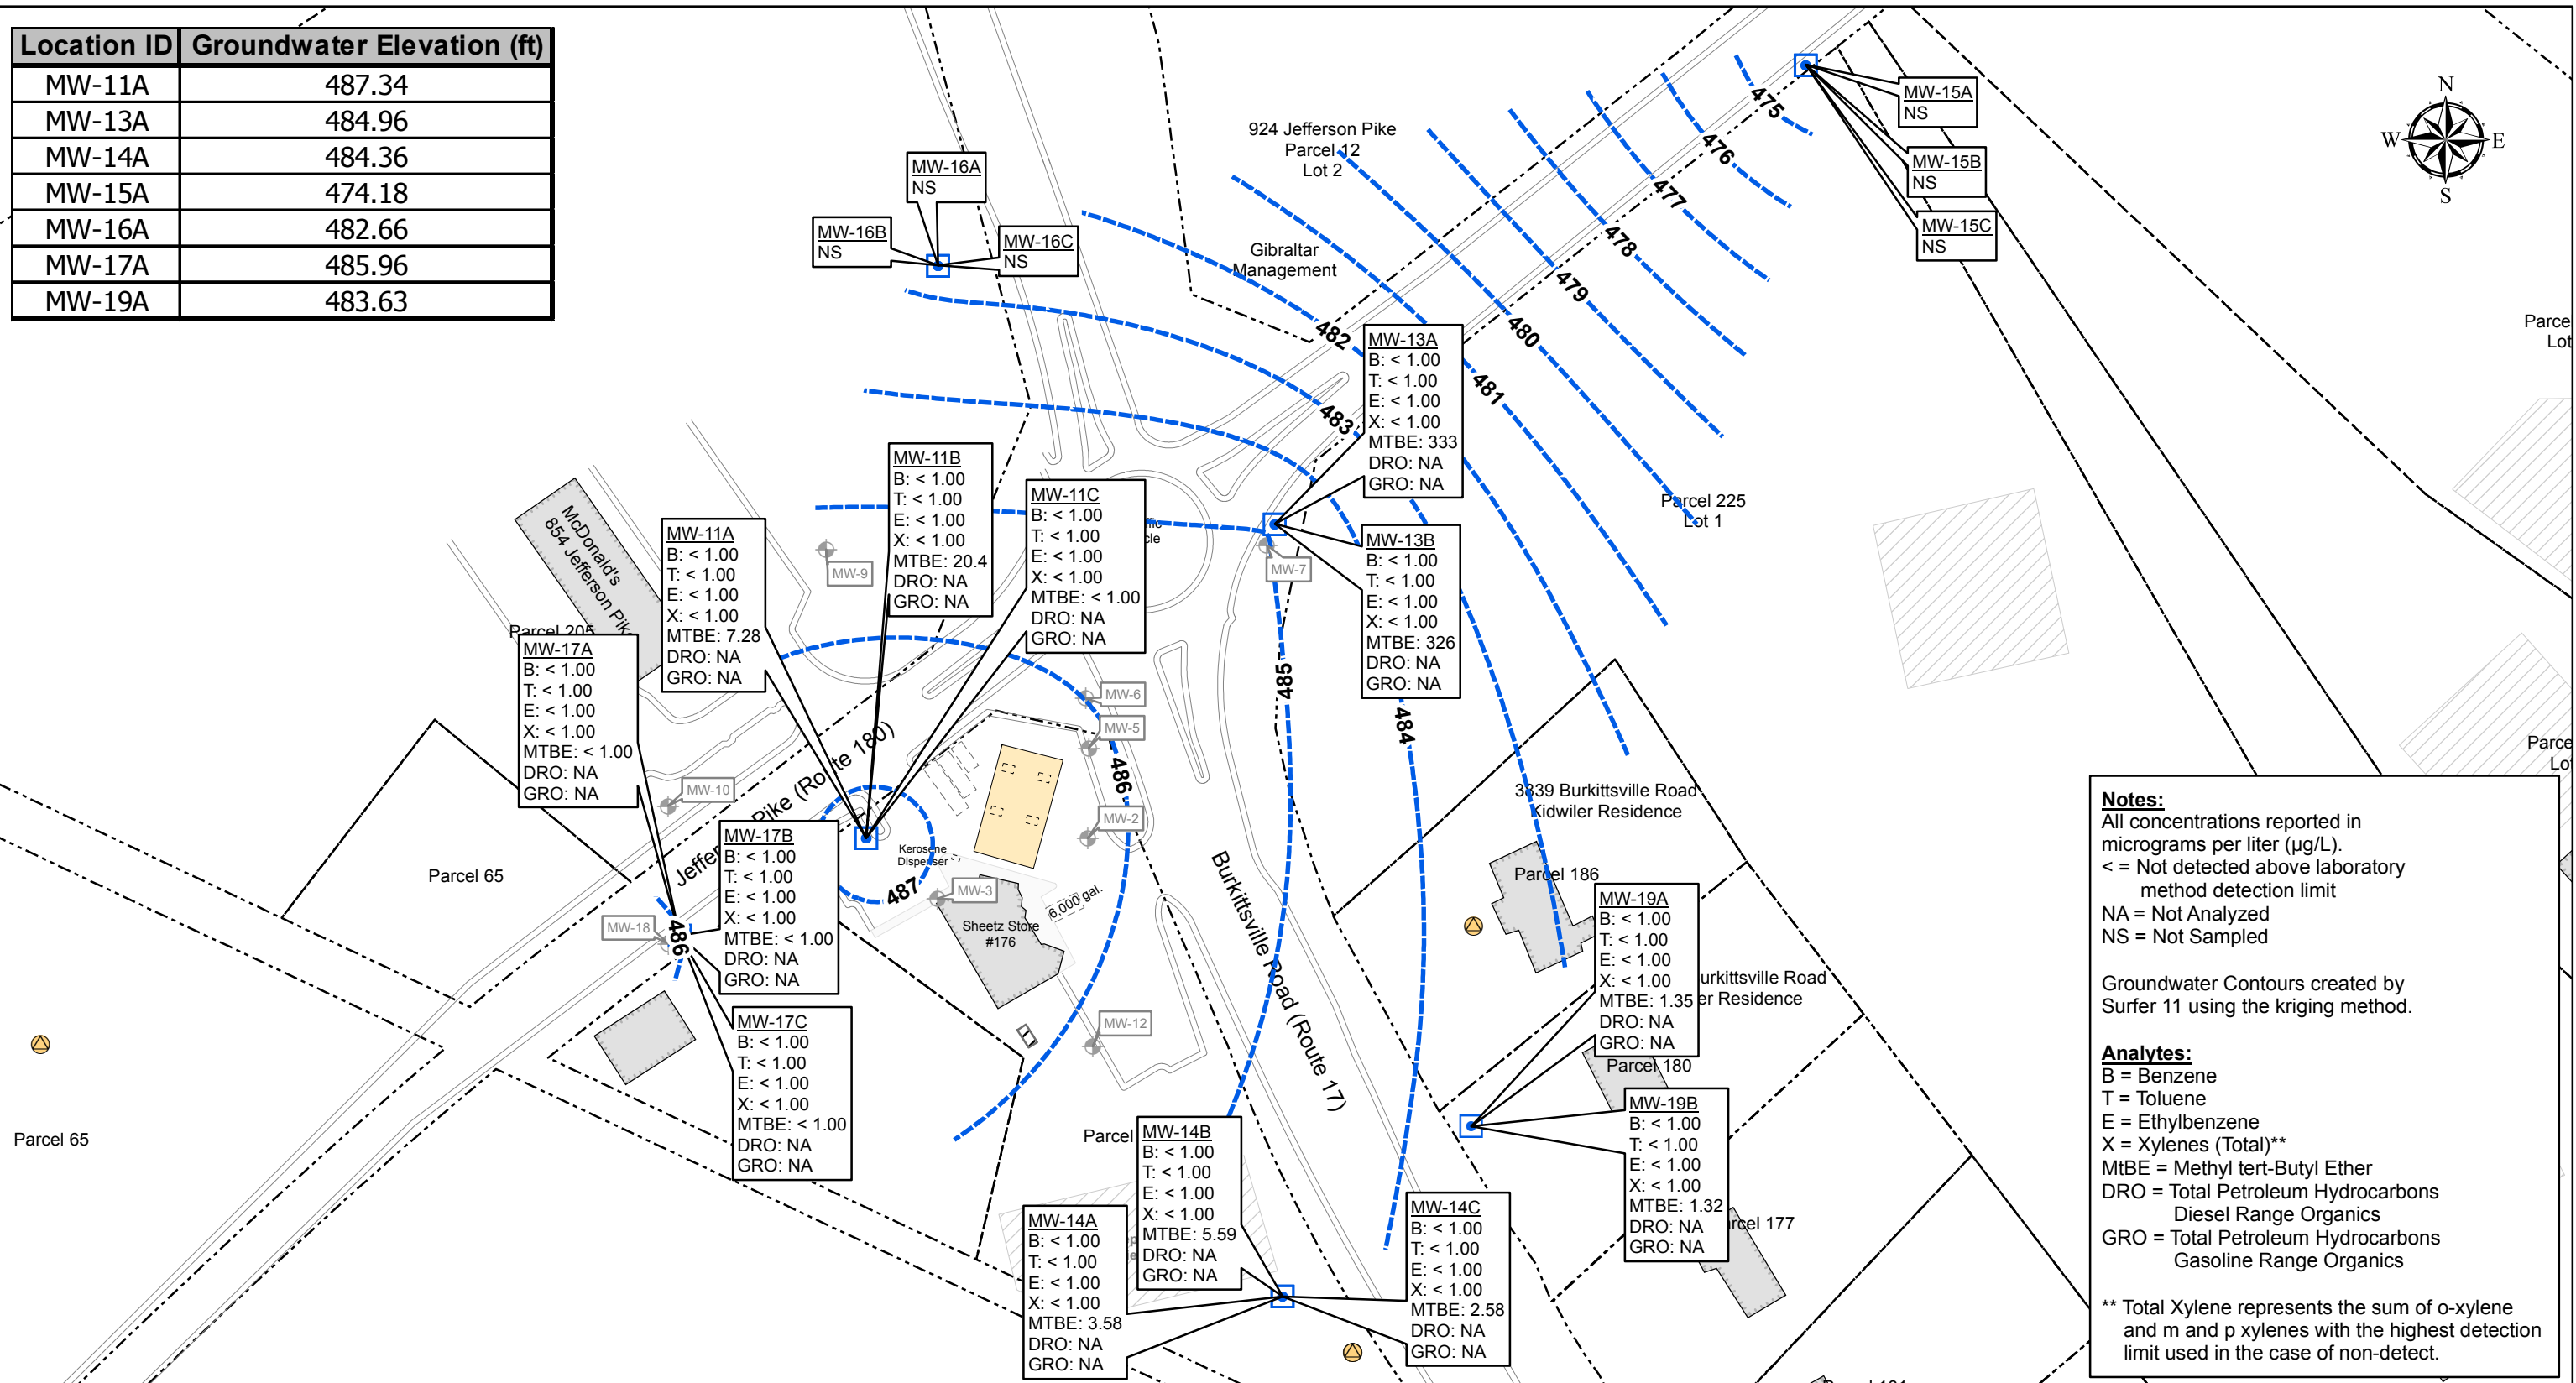 Location ID Groundwater Elevation (ft)
MW-11A 487.34
MW-13A 484.96
MW-14A 484.36
MW-15A 474.18
MW-16A 482.66
MW-17A 485.96
MW-19A 483.63
N
W E
S
MW-15A
NS
MW-15B
NS
MW-15C
NS
MW-16A
NS
MW-16B
NS
MW-16C
NS
924 Jefferson Pike
Parcel 12
Lot 2
Gibraltar
Management
475
476
477
478
479
480
481
482
483
484
485
486
487
486
MW-13A
B: < 1.00
T: < 1.00
E: < 1.00
X: < 1.00
MTBE: 333
DRO: NA
GRO: NA
MW-13B
B: < 1.00
T: < 1.00
E: < 1.00
X: < 1.00
MTBE: 326
DRO: NA
GRO: NA
MW-7
MW-11B
B: < 1.00
T: < 1.00
E: < 1.00
X: < 1.00
MTBE: 20.4
DRO: NA
GRO: NA
MW-11C
B: < 1.00
T: < 1.00
E: < 1.00
X: < 1.00
MTBE: < 1.00
DRO: NA
GRO: NA
MW-11A
B: < 1.00
T: < 1.00
E: < 1.00
X: < 1.00
MTBE: 7.28
DRO: NA
GRO: NA
McDonald's
854 Jefferson Pike
MW-9
Parcel 205
MW-17A
B: < 1.00
T: < 1.00
E: < 1.00
X: < 1.00
MTBE: < 1.00
DRO: NA
GRO: NA
MW-17B
B: < 1.00
T: < 1.00
E: < 1.00
X: < 1.00
MTBE: < 1.00
DRO: NA
GRO: NA
MW-17C
B: < 1.00
T: < 1.00
E: < 1.00
X: < 1.00
MTBE: < 1.00
DRO: NA
GRO: NA
MW-10
MW-18
MW-6
MW-5
MW-2
MW-3
MW-12
Pike (Route 180)
Kerosene
Dispenser
Sheetz Store
#176
6,000 gal.
Burkittsville Road (Route 17)
Parcel 65
Parcel 65
Parcel 225
Lot 1
3839 Burkittsville Road
Kidwiler Residence
Parcel 186
MW-19A
B: < 1.00
T: < 1.00
E: < 1.00
X: < 1.00
MTBE: 1.35
DRO: NA
GRO: NA
urkittsville Road
er Residence
Parcel 180
MW-19B
B: < 1.00
T: < 1.00
E: < 1.00
X: < 1.00
MTBE: 1.32
DRO: NA
GRO: NA
rcel 177
Parcel
MW-14B
B: < 1.00
T: < 1.00
E: < 1.00
X: < 1.00
MTBE: 5.59
DRO: NA
GRO: NA
MW-14A
B: < 1.00
T: < 1.00
E: < 1.00
X: < 1.00
MTBE: 3.58
DRO: NA
GRO: NA
MW-14C
B: < 1.00
T: < 1.00
E: < 1.00
X: < 1.00
MTBE: 2.58
DRO: NA
GRO: NA
Parce
Lot
Parce
Lo
Notes:
All concentrations reported in
micrograms per liter (µg/L).
< = Not detected above laboratory
method detection limit
NA = Not Analyzed
NS = Not Sampled
Groundwater Contours created by
Surfer 11 using the kriging method.
Analytes:
B = Benzene
T = Toluene
E = Ethylbenzene
X = Xylenes (Total)**
MtBE = Methyl tert-Butyl Ether
DRO = Total Petroleum Hydrocarbons
Diesel Range Organics
GRO = Total Petroleum Hydrocarbons
Gasoline Range Organics
** Total Xylene represents the sum of o-xylene
and m and p xylenes with the highest detection
limit used in the case of non-detect.